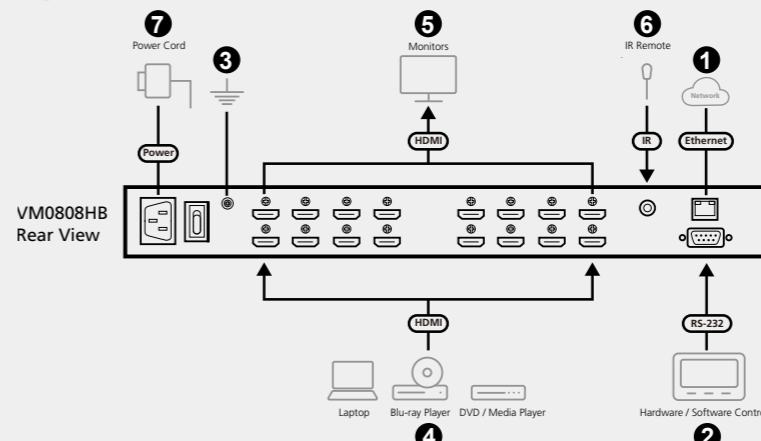 7
Power Cord
3
5
Monitors
6
IR Remote
1
Network
Power
HDMI
IR
Ethernet
VM0808HB
Rear View
HDMI
RS-232
Laptop
Blu-ray Player
DVD / Media Player
4
Hardware / Software Contro
2